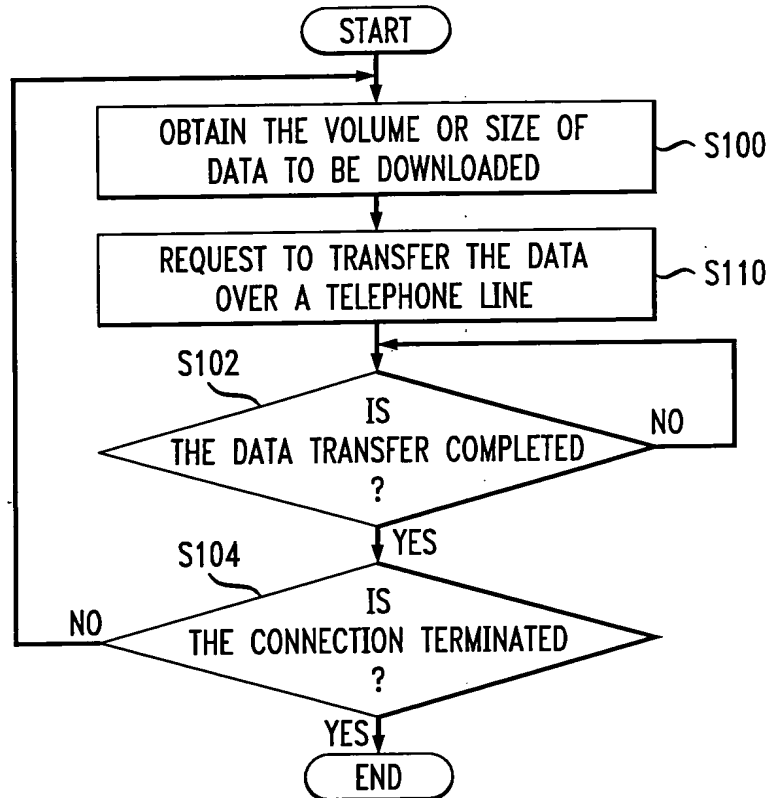 START
OBTAIN THE VOLUME OR SIZE OF
DATA TO BE DOWNLOADED
S100
REQUEST TO TRANSFER THE DATA
OVER A TELEPHONE LINE
S110
S102
IS
THE DATA TRANSFER COMPLETED
?
NO
YES
S104
IS
THE CONNECTION TERMINATED
?
NO
YES
END